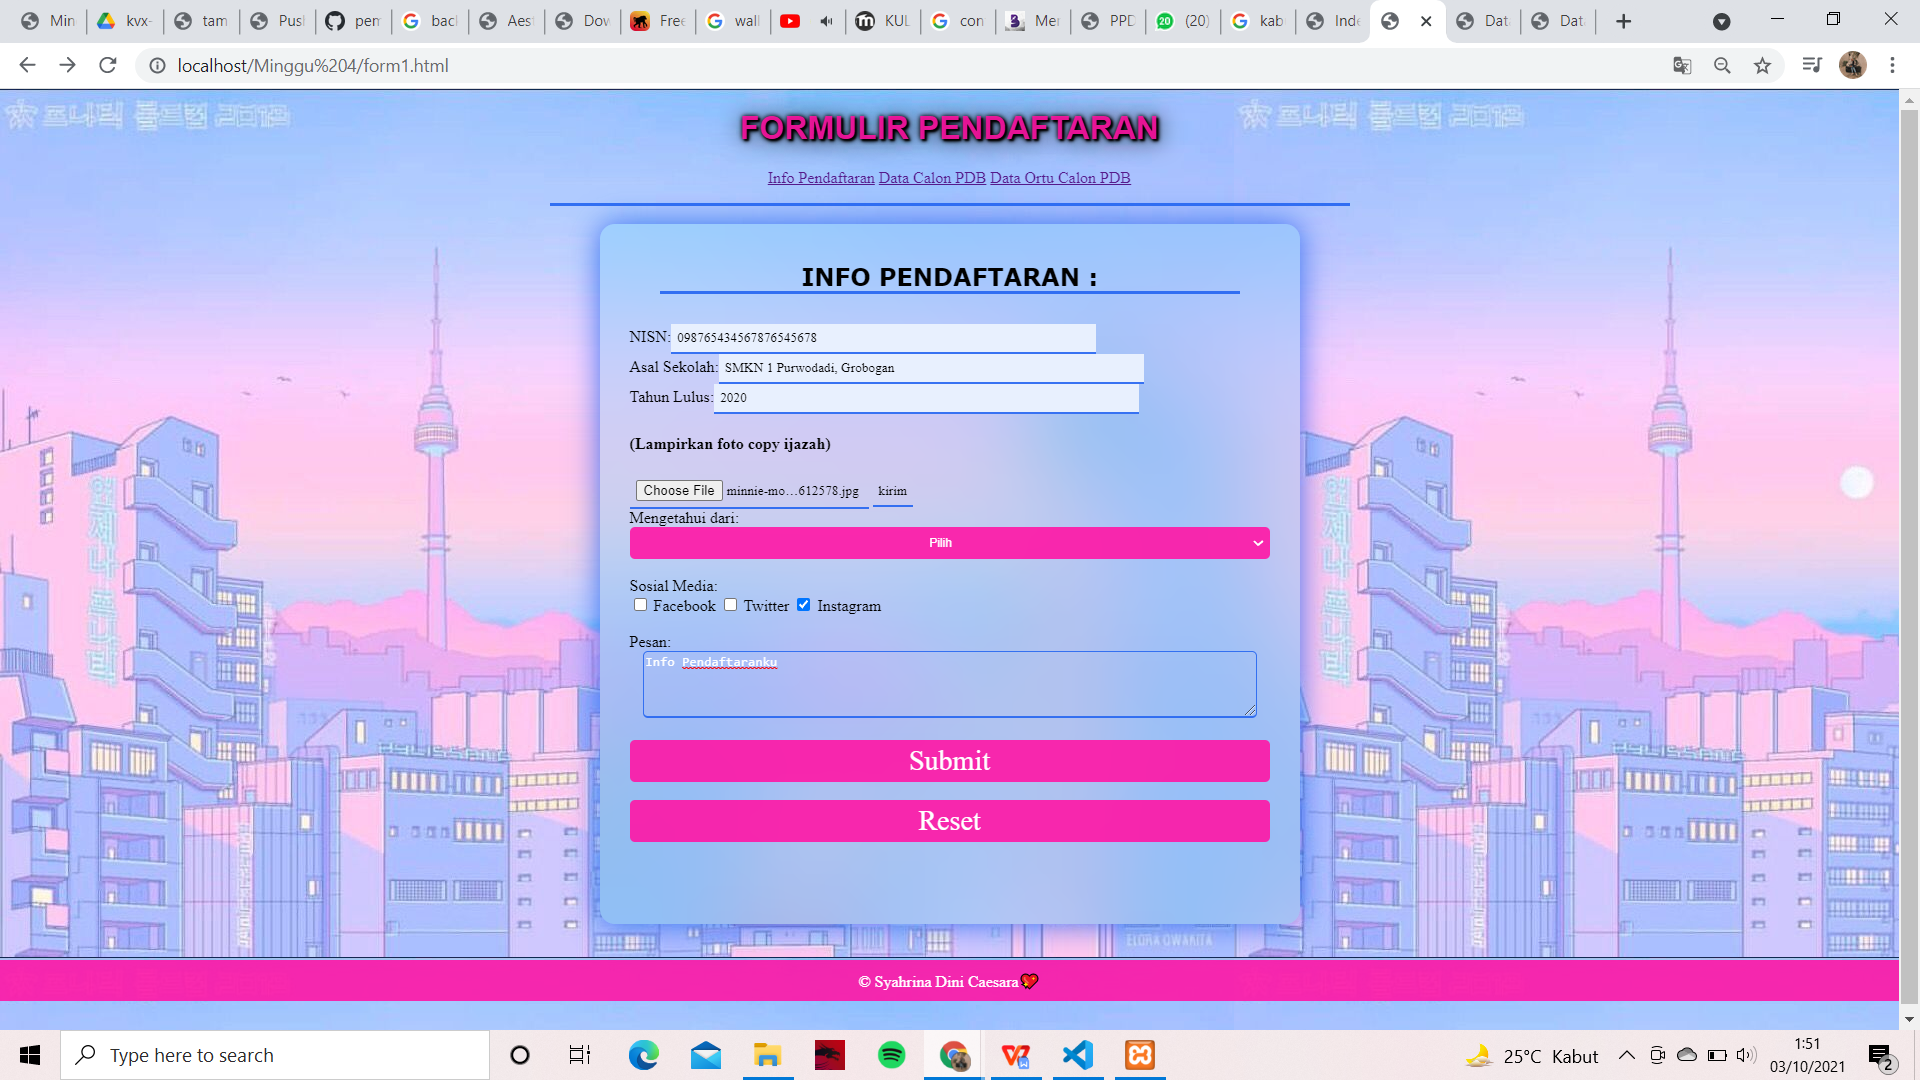 Min
kvx-
tam
Pus
pem
bac
Aes
Dov
Free
wall
KUL
con
Mer
PPD
(20)
kab
Inde
Dat
Dat
localhost/Minggu%204/form1.html
FORMULIR PENDAFTARAN
Info Pendaftaran Data Calon PDB Data Ortu Calon PDB
INFO PENDAFTARAN :
NISN: 098765434567876545678
Asal Sekolah: SMKN 1 Purwodadi, Grobogan
Tahun Lulus: 2020
(Lampirkan foto copy ijazah)
Choose File minnie-mo...612578.jpg kirim
Mengetahui dari:
Pilih
Sosial Media:
Facebook Twitter Instagram
Pesan:
Info Pendaftaranku
Submit
Reset
ELORA OWAKITA
© Syahrina Dini Caesara💖
Type here to search
25°C Kabut
1:51
03/10/2021
2